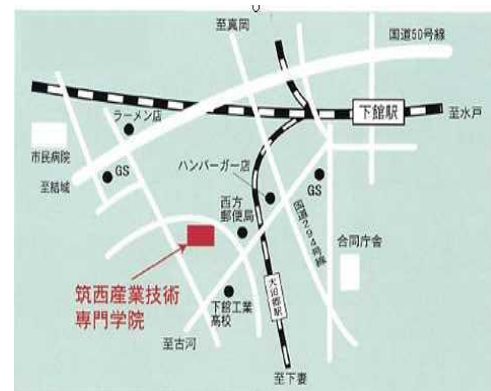 至真岡
国道50号線
下館駅
至水戸
ラーメン店
市民病院
GS
至結城
ハンバーガー店
GS
西方
郵便局
国道294号線
合同庁舎
筑西産業技術
専門学院
下館工業
高校
大田郷駅
至古河
至下妻